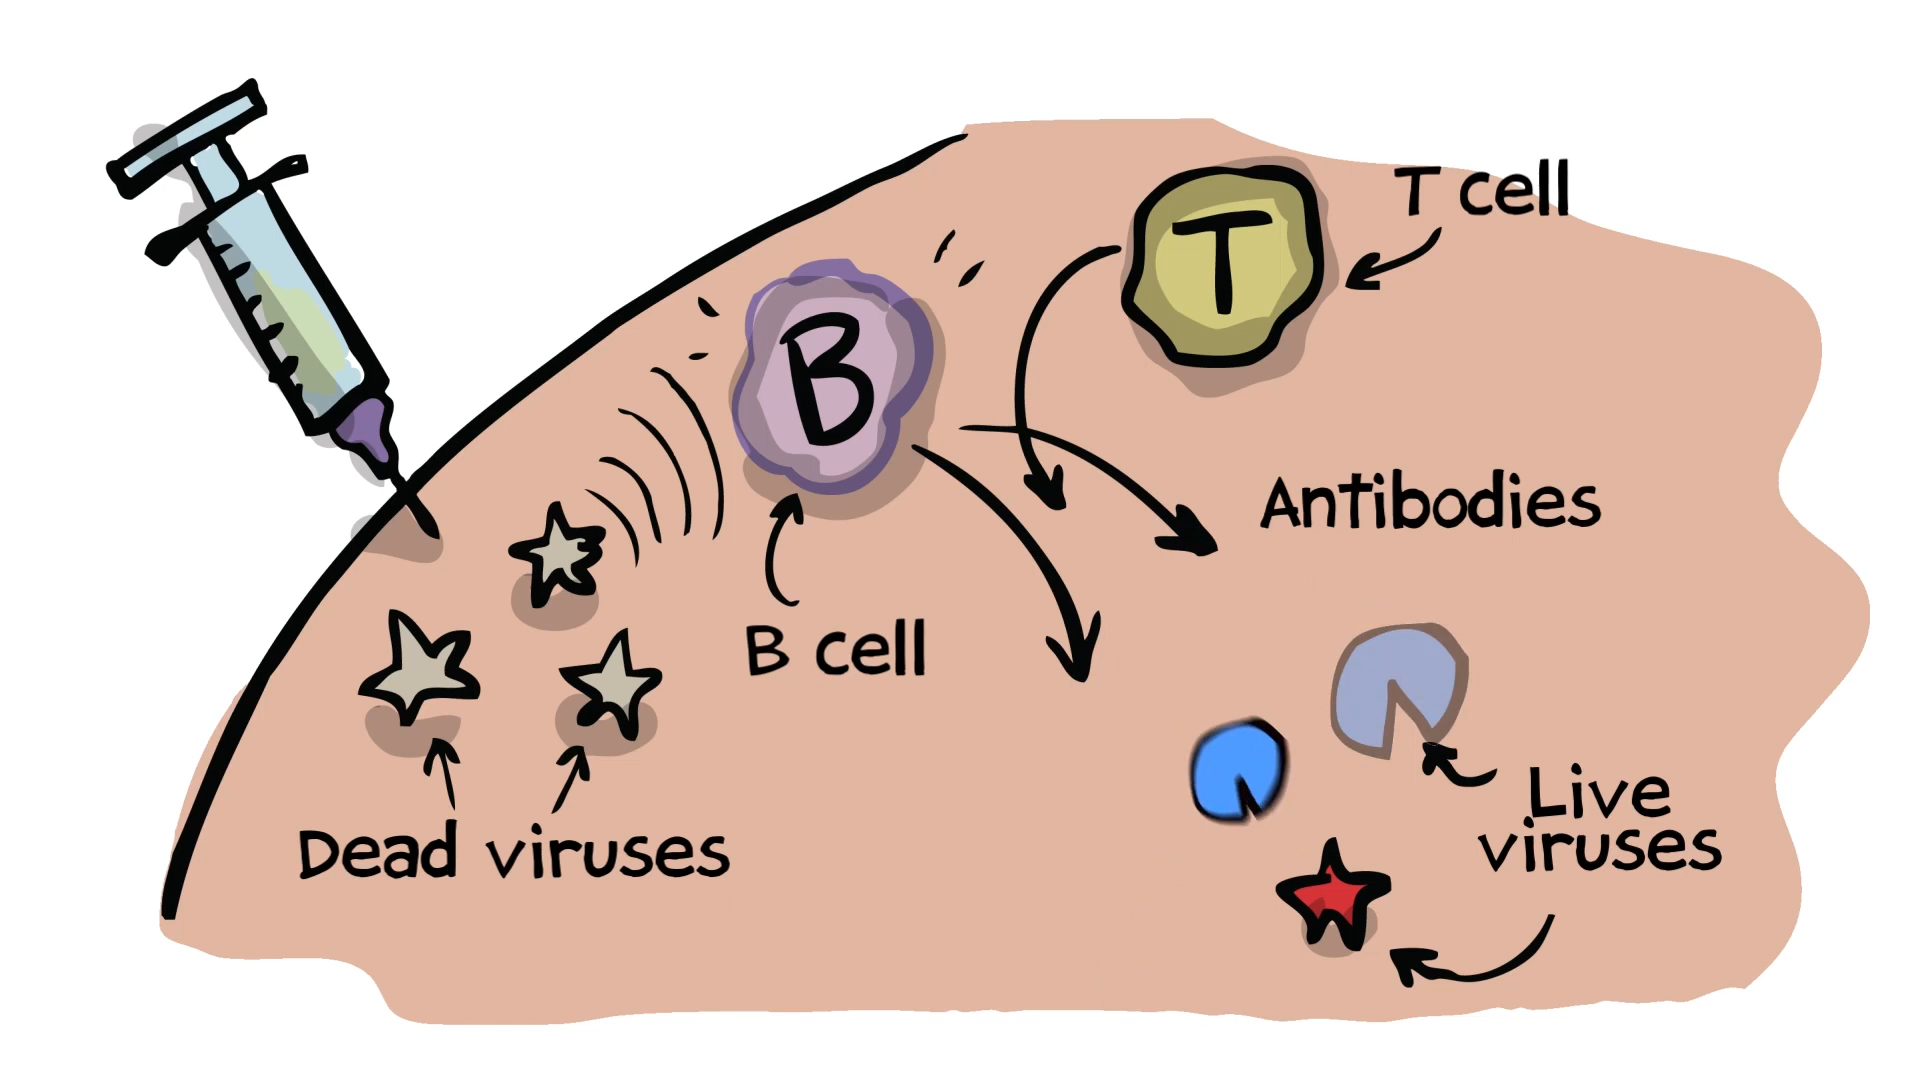 T cell
T
B
Antibodies
B cell
Live
viruses
Dead viruses